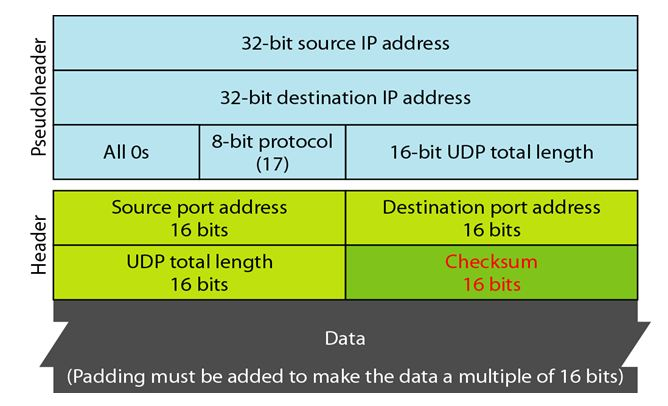 Pseudoheader
32-bit source IP address
32-bit destination IP address
All 0s
8-bit protocol
(17)
16-bit UDP total length
Header
Source port address
16 bits
Destination port address
16 bits
UDP total length
16 bits
Checksum
16 bits
Data
(Padding must be added to make the data a multiple of 16 bits)